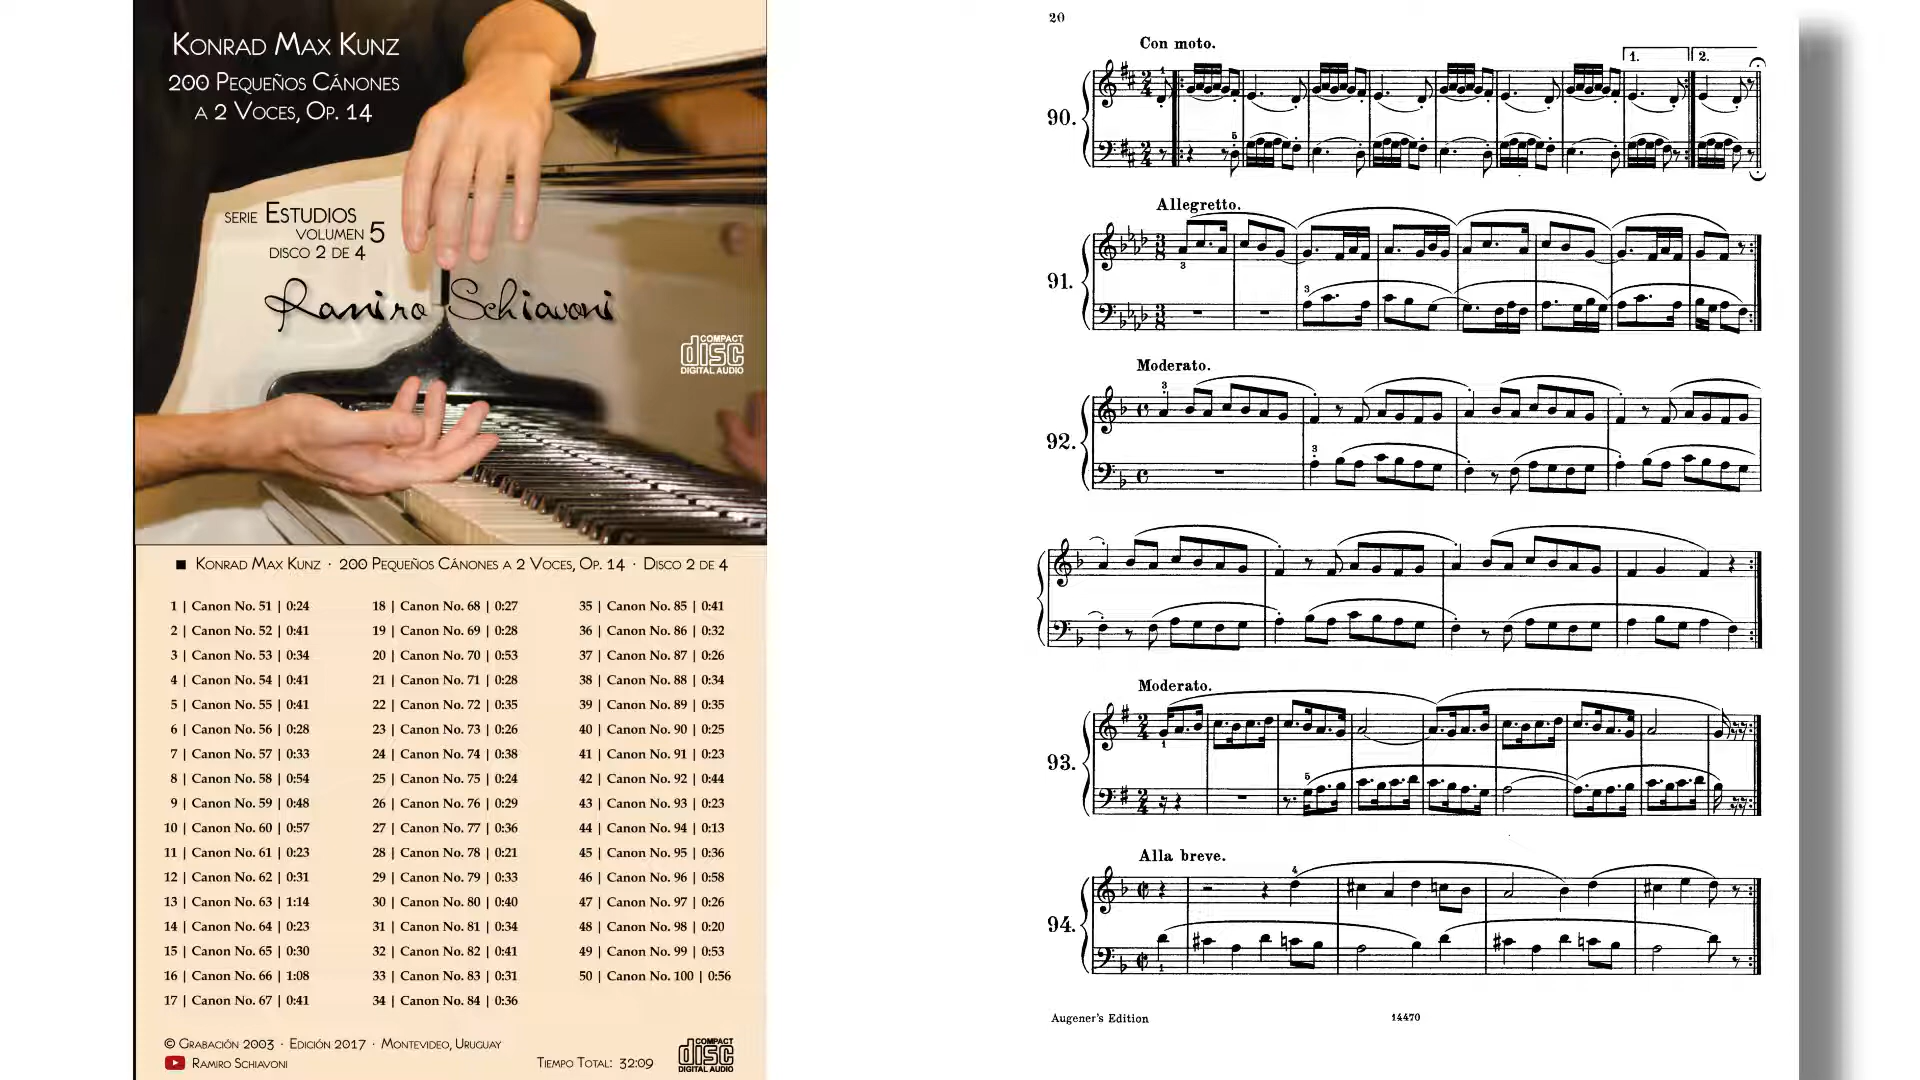 Konrad Max Kunz
200 Pequeños Cánones
a 2 Voces, Op. 14
serie Estudios
volumen 5
disco 2 de 4
Ramiro Schiavoni
COMPACT
disc
DIGITAL AUDIO
■ Konrad Max Kunz · 200 Pequeños Cánones a 2 Voces, Op. 14 · Disco 2 de 4
1 | Canon No. 51 | 0:24
2 | Canon No. 52 | 0:41
3 | Canon No. 53 | 0:34
4 | Canon No. 54 | 0:41
5 | Canon No. 55 | 0:41
6 | Canon No. 56 | 0:28
7 | Canon No. 57 | 0:33
8 | Canon No. 58 | 0:54
9 | Canon No. 59 | 0:48
10 | Canon No. 60 | 0:57
11 | Canon No. 61 | 0:23
12 | Canon No. 62 | 0:31
13 | Canon No. 63 | 1:14
14 | Canon No. 64 | 0:23
15 | Canon No. 65 | 0:30
16 | Canon No. 66 | 1:08
17 | Canon No. 67 | 0:41
18 | Canon No. 68 | 0:27
19 | Canon No. 69 | 0:28
20 | Canon No. 70 | 0:53
21 | Canon No. 71 | 0:28
22 | Canon No. 72 | 0:35
23 | Canon No. 73 | 0:26
24 | Canon No. 74 | 0:38
25 | Canon No. 75 | 0:24
26 | Canon No. 76 | 0:29
27 | Canon No. 77 | 0:36
28 | Canon No. 78 | 0:21
29 | Canon No. 79 | 0:33
30 | Canon No. 80 | 0:40
31 | Canon No. 81 | 0:34
32 | Canon No. 82 | 0:41
33 | Canon No. 83 | 0:31
34 | Canon No. 84 | 0:36
35 | Canon No. 85 | 0:41
36 | Canon No. 86 | 0:32
37 | Canon No. 87 | 0:26
38 | Canon No. 88 | 0:34
39 | Canon No. 89 | 0:35
40 | Canon No. 90 | 0:25
41 | Canon No. 91 | 0:23
42 | Canon No. 92 | 0:44
43 | Canon No. 93 | 0:23
44 | Canon No. 94 | 0:13
45 | Canon No. 95 | 0:36
46 | Canon No. 96 | 0:58
47 | Canon No. 97 | 0:26
48 | Canon No. 98 | 0:20
49 | Canon No. 99 | 0:53
50 | Canon No. 100 | 0:56
© Grabación 2003 · Edición 2017 · Montevideo, Uruguay
Ramiro Schiavoni
Tiempo Total: 32:09
COMPACT
disc
DIGITAL AUDIO
20
Con moto.
1.
2.
90.
Allegretto.
91.
Moderato.
92.
Moderato.
93.
Alla breve.
94.
Augener's Edition
14470